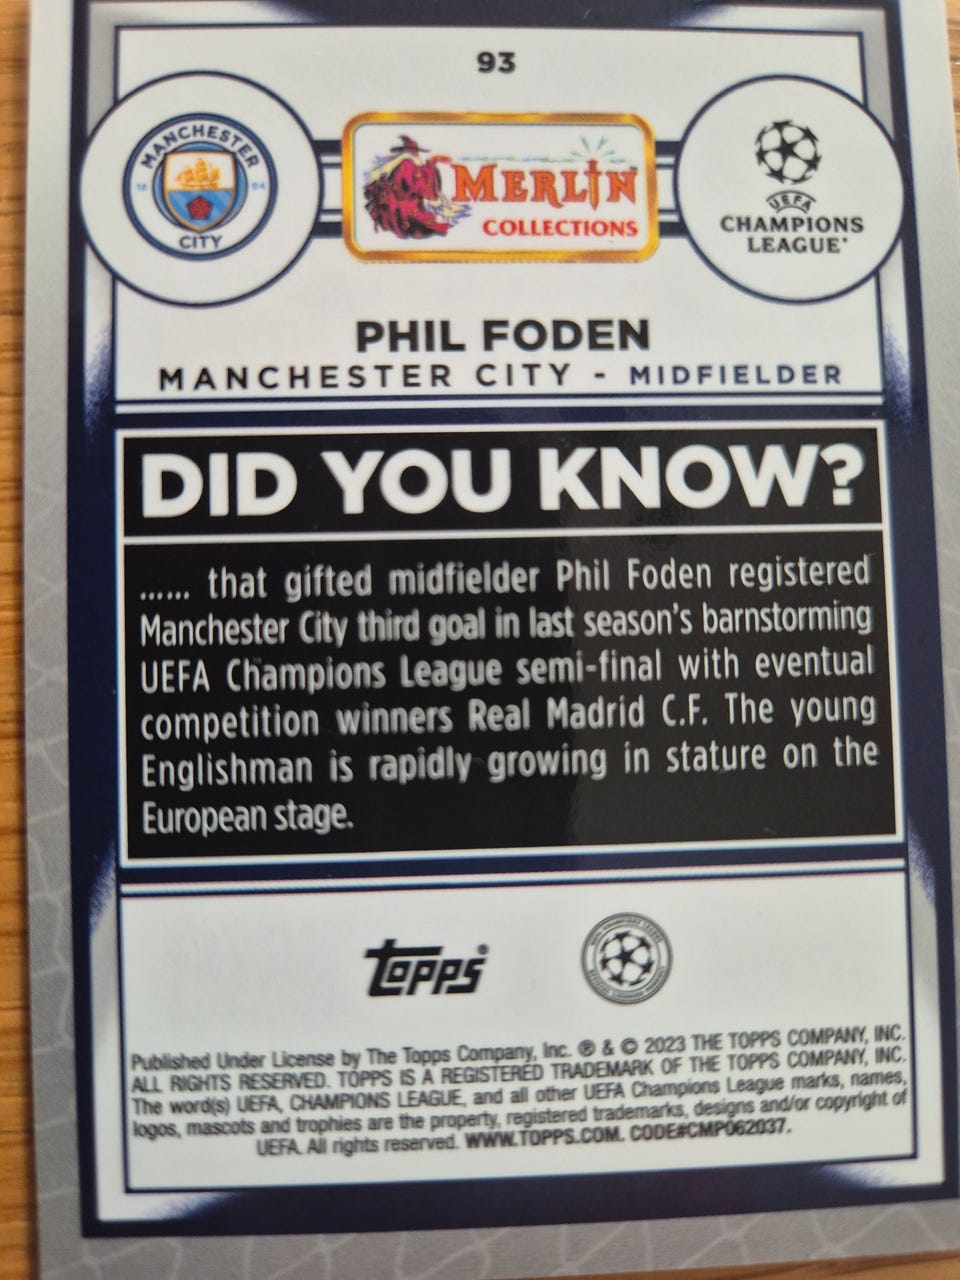 93
MANCHESTER
18 94
CITY
MERLIN
COLLECTIONS
UEFA
CHAMPIONS
LEAGUE®
PHIL FODEN
MANCHESTER CITY - MIDFIELDER
DID YOU KNOW?
...... that gifted midfielder Phil Foden registered
Manchester City third goal in last season's barnstorming
UEFA Champions League semi-final with eventual
competition winners Real Madrid C.F. The young
Englishman is rapidly growing in stature on the
European stage.
Topps®
Published Under License by The Topps Company, Inc. ® & © 2023 THE TOPPS COMPANY, INC.
ALL RIGHTS RESERVED. TOPPS IS A REGISTERED TRADEMARK OF THE TOPPS COMPANY, INC.
The word(s) UEFA, CHAMPIONS LEAGUE, and all other UEFA Champions League marks, names,
logos, mascots and trophies are the property, registered trademarks, designs and/or copyright of
UEFA. All rights reserved. WWW.TOPPS.COM. CODE#CMP062037.